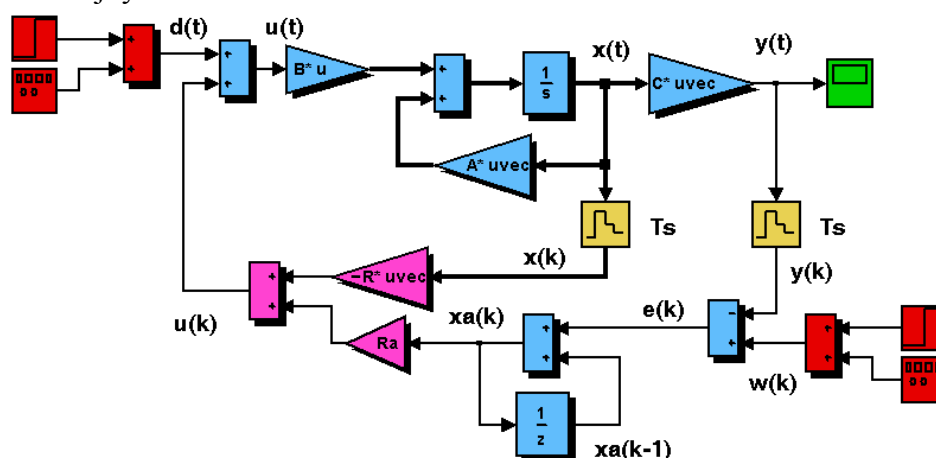 d(t)
u(t)
x(t)
y(t)
B* u
1
s
C* uvec
A* uvec
Ts
Ts
x(k)
y(k)
−R* uvec
u(k)
xa(k)
e(k)
Ra
w(k)
1
z
xa(k-1)